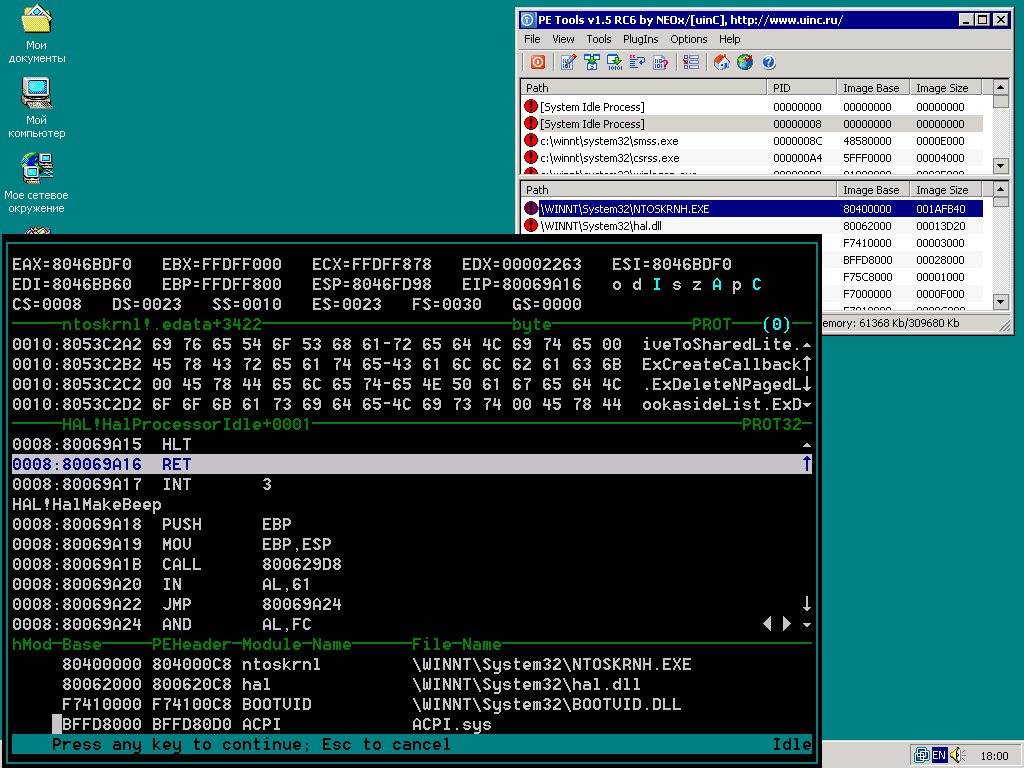 Мои
документы
Мой
компьютер
Мое сетевое
окружение
PE Tools v1.5 RC6 by NEOx/[uinC], http://www.uinc.ru/
File View Tools PlugIns Options Help
Path PID Image Base Image Size
[System Idle Process] 00000000 00000000 00000000
[System Idle Process] 00000008 00000000 00000000
c:\winnt\system32\smss.exe 0000008C 48580000 0000E000
c:\winnt\system32\csrss.exe 000000A4 5FFF0000 00004000
Path Image Base Image Size
\WINNT\System32\NTOSKRNH.EXE 80400000 001AFB40
\WINNT\System32\hal.dll 80062000 00013D20
F7410000 00003000
BFFD8000 00028000
F75C8000 00001000
F7000000 0000F000
emory: 61368 Kb/309680 Kb
EAX=8046BDF0 EBX=FFDFF000 ECX=FFDFF878 EDX=00002263 ESI=8046BDF0
EDI=8046BB60 EBP=FFDFF800 ESP=8046FD98 EIP=80069A16 o d I s z A p C
CS=0008 DS=0023 SS=0010 ES=0023 FS=0030 GS=0000
ntoskrnl!.edata+3422 byte PROT (0)
0010:8053C2A2 69 76 65 54 6F 53 68 61-72 65 64 4C 69 74 65 00 iveToSharedLite.
0010:8053C2B2 45 78 43 72 65 61 74 65-43 61 6C 6C 62 61 63 6B ExCreateCallback
0010:8053C2C2 00 45 78 44 65 6C 65 74-65 4E 50 61 67 65 64 4C .ExDeleteNPagedL
0010:8053C2D2 6F 6F 6B 61 73 69 64 65-4C 69 73 74 00 45 78 44 ookasideList.ExD
HAL!HalProcessorIdle+0001 PROT32
0008:80069A15 HLT
0008:80069A16 RET
0008:80069A17 INT 3
HAL!HalMakeBeep
0008:80069A18 PUSH EBP
0008:80069A19 MOV EBP,ESP
0008:80069A1B CALL 800629D8
0008:80069A20 IN AL,61
0008:80069A22 JMP 80069A24
0008:80069A24 AND AL,FC
hMod Base PEHeader Module Name File Name
80400000 804000C8 ntoskrnl \WINNT\System32\NTOSKRNH.EXE
80062000 800620C8 hal \WINNT\System32\hal.dll
F7410000 F74100C8 BOOTVID \WINNT\System32\BOOTVID.DLL
BFFD8000 BFFD80D0 ACPI ACPI.sys
Press any key to continue; Esc to cancel Idle
EN 18:00